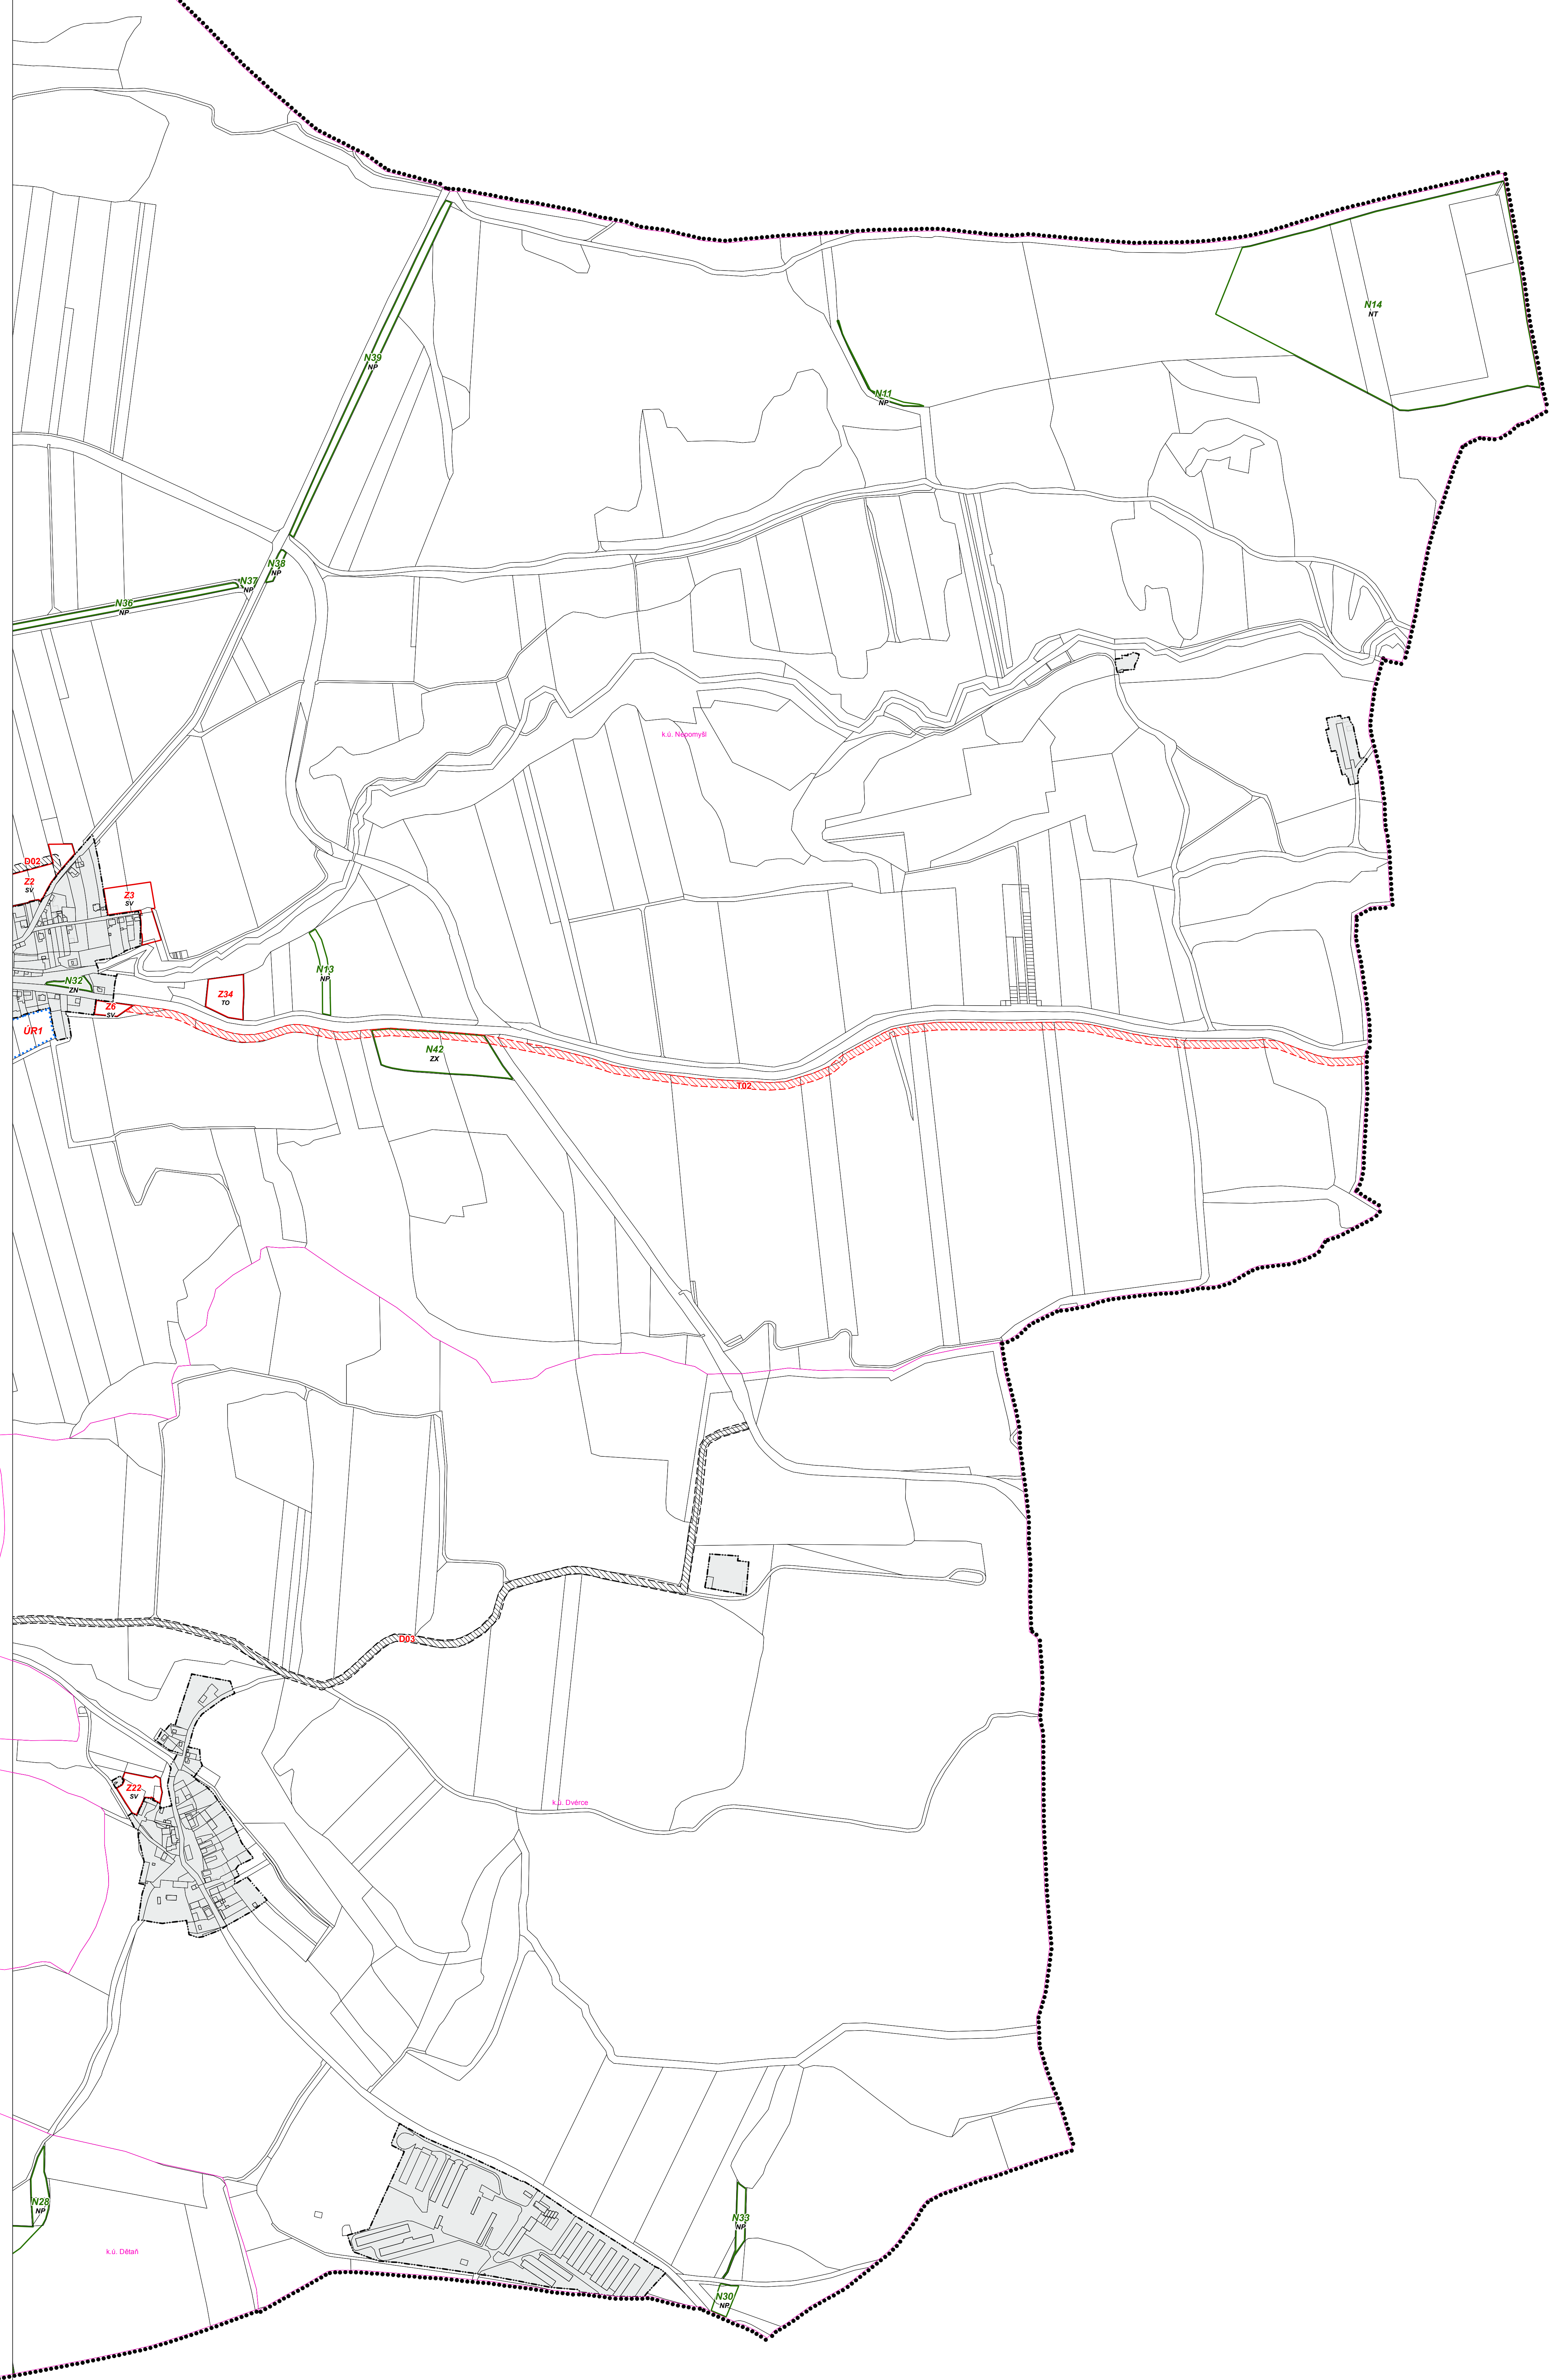 N14
NT
N39
NP
N11
NP
N38
NP
N37
NP
N36
NP
k.ú. Nepomyšl
D02
Z2
SV
Z3
SV
N13
NP
N32
ZN
Z34
TO
Z6
SV
ÚR1
N42
ZX
T02
D03
Z22
SV
k.ú. Dvérce
N28
NP
N33
NP
k.ú. Dětaň
N30
NP